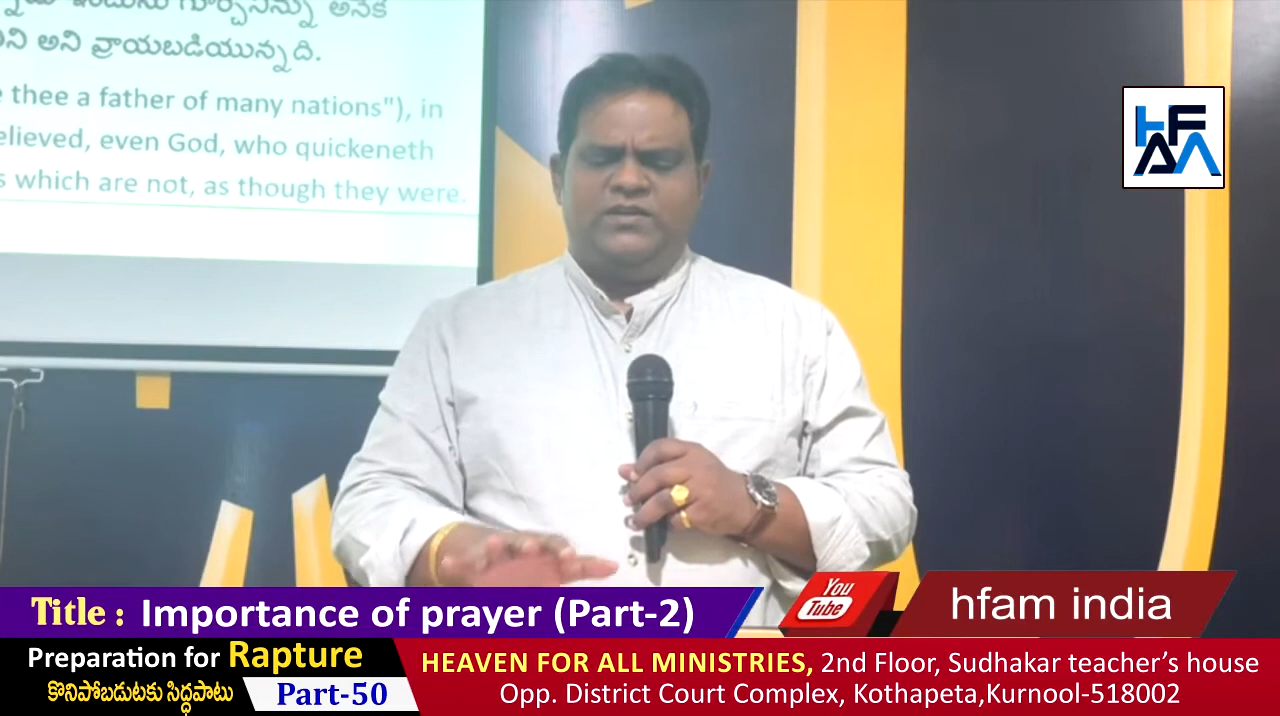 గూర్చినన్ను అనేక
అని వ్రాయబడియున్నది.
thee a father of many nations"), in
even God, who quickeneth
which are not, as though they were.
HFAM
Title : Importance of prayer (Part-2)
You
Tube
hfam india
Preparation for Rapture
కొనిపోబడుటకు సిద్ధపాటు
Part-50
HEAVEN FOR ALL MINISTRIES, 2nd Floor, Sudhakar teacher’s house
Opp. District Court Complex, Kothapeta,Kurnool-518002